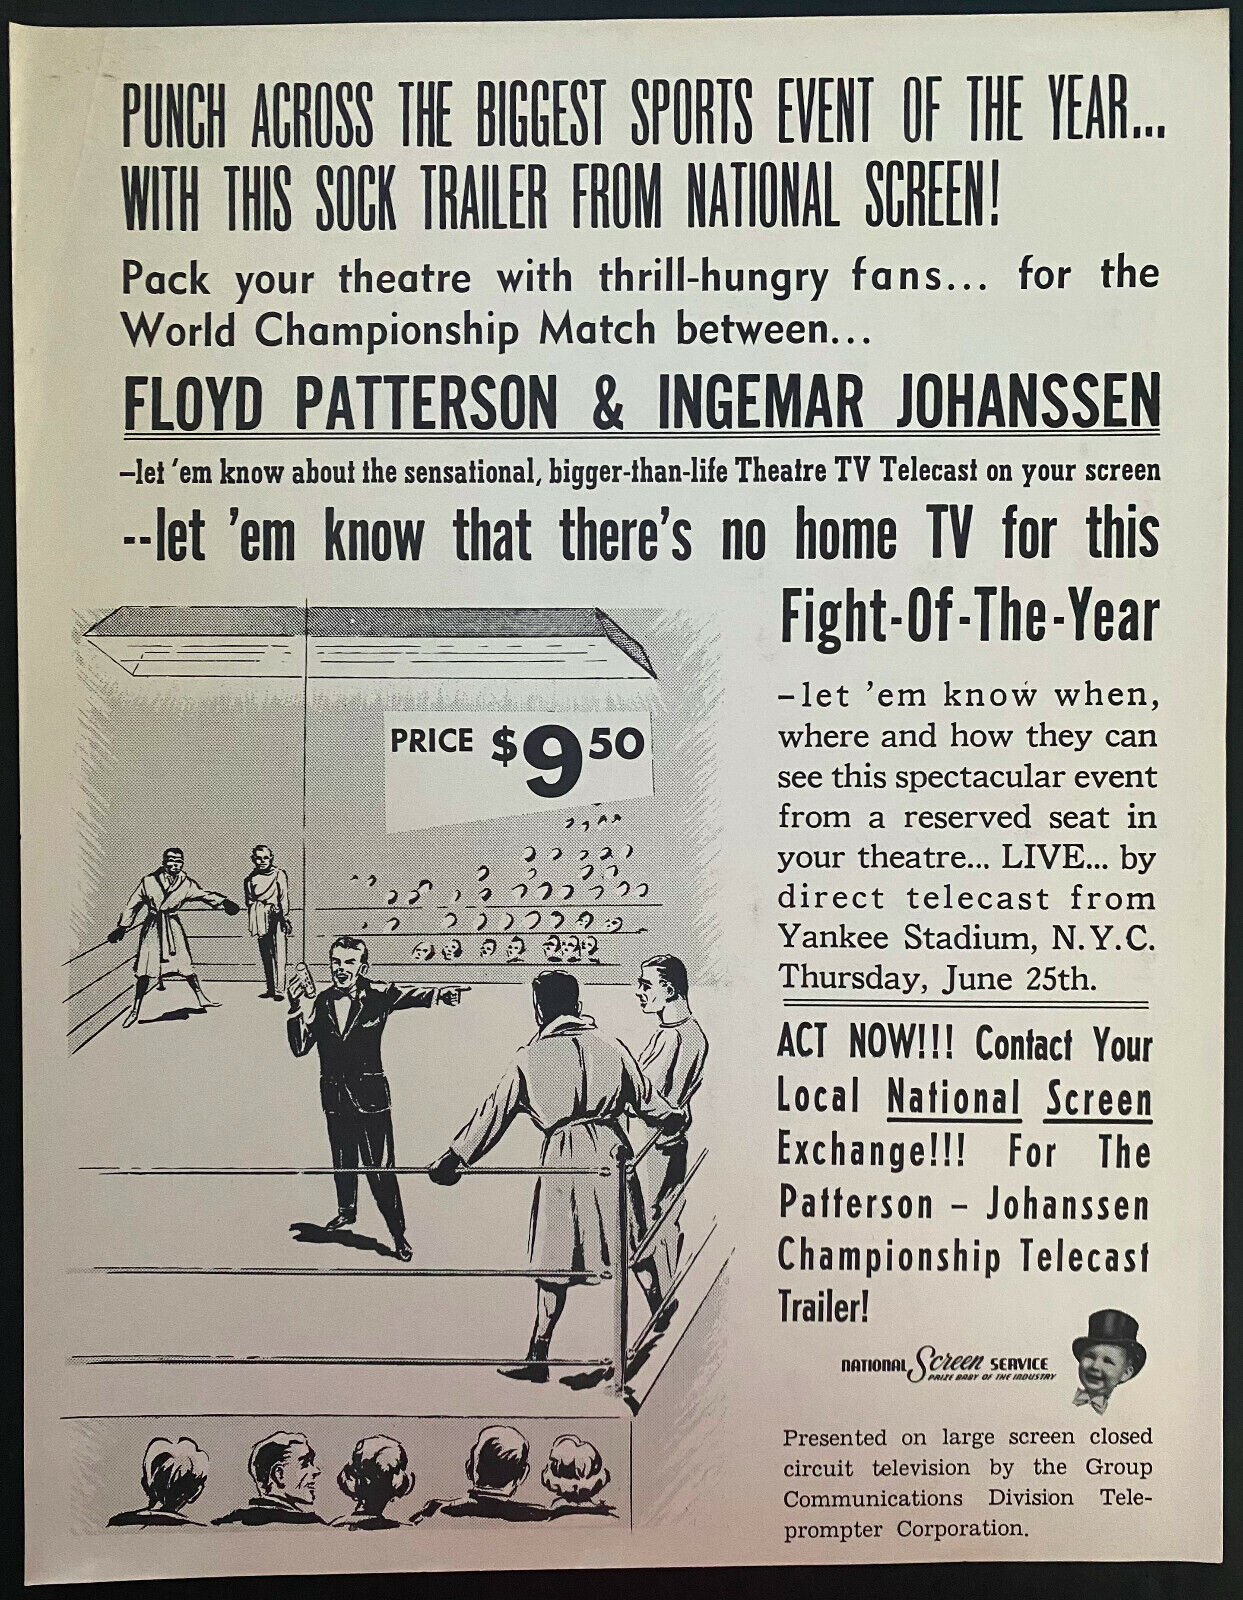 PUNCH ACROSS THE BIGGEST SPORTS EVENT OF THE YEAR...
WITH THIS SOCK TRAILER FROM NATIONAL SCREEN!
Pack your theatre with thrill-hungry fans... for the
World Championship Match between...
FLOYD PATTERSON & INGEMAR JOHANSSEN
–let 'em know about the sensational, bigger-than-life Theatre TV Telecast on your screen
--let 'em know that there's no home TV for this
Fight-Of-The-Year
PRICE $9.50
–let 'em know when,
where and how they can
see this spectacular event
from a reserved seat in
your theatre... LIVE... by
direct telecast from
Yankee Stadium, N.Y.C.
Thursday, June 25th.
ACT NOW!!! Contact Your
Local National Screen
Exchange!!! For The
Patterson – Johanssen
Championship Telecast
Trailer!
NATIONAL Screen SERVICE
PRIZE BABY OF THE INDUSTRY
Presented on large screen closed
circuit television by the Group
Communications Division Tele-
prompter Corporation.